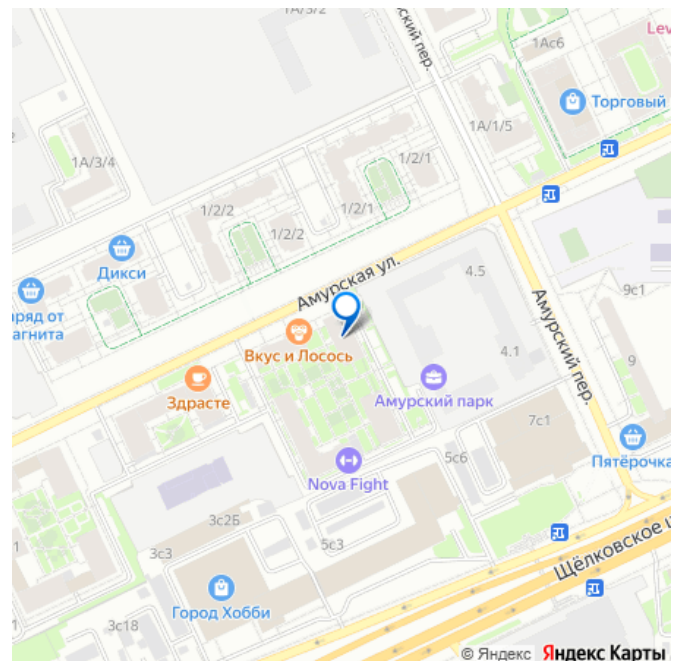 1А/3/2
Lev
1Ас6
Торговый
рский пер.
1А/1/5
1А/3/4
1/2/1
1/2/2
1/2/1
1/2/2
Дикси
Амурская ул.
4.5
9с1
Амурский пер.
аряд от
агнита
Вкус и Лосось
4.1
9
Здрасте
Амурский парк
7с1
Пятёрочка
5с6
Nova Fight
3с2Б
5с3
3с3
Щёлковское
Город Хобби
3с18
1
© Яндекс Яндекс Карты